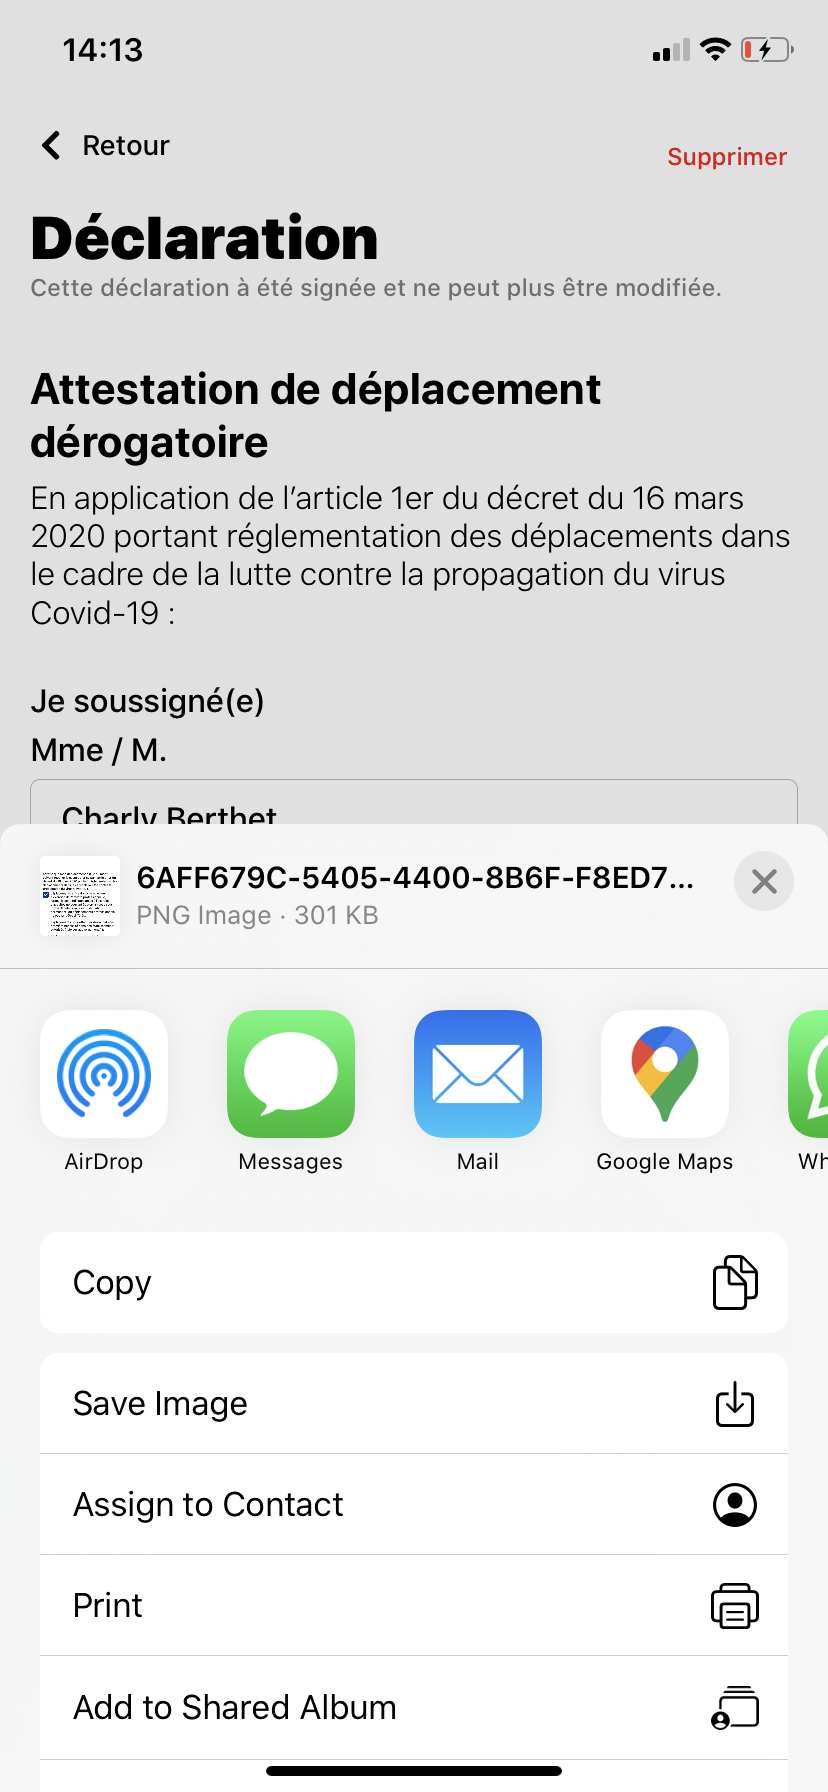 14:13
Retour
Supprimer
Déclaration
Cette déclaration à été signée et ne peut plus être modifiée.
Attestation de déplacement
dérogatoire
En application de l’article 1er du décret du 16 mars
2020 portant réglementation des déplacements dans
le cadre de la lutte contre la propagation du virus
Covid-19 :
Je soussigné(e)
Mme / M.
Charly Berthet
6AFF679C-5405-4400-8B6F-F8ED7...
PNG Image · 301 KB
AirDrop
Messages
Mail
Google Maps
Wh
Copy
Save Image
Assign to Contact
Print
Add to Shared Album